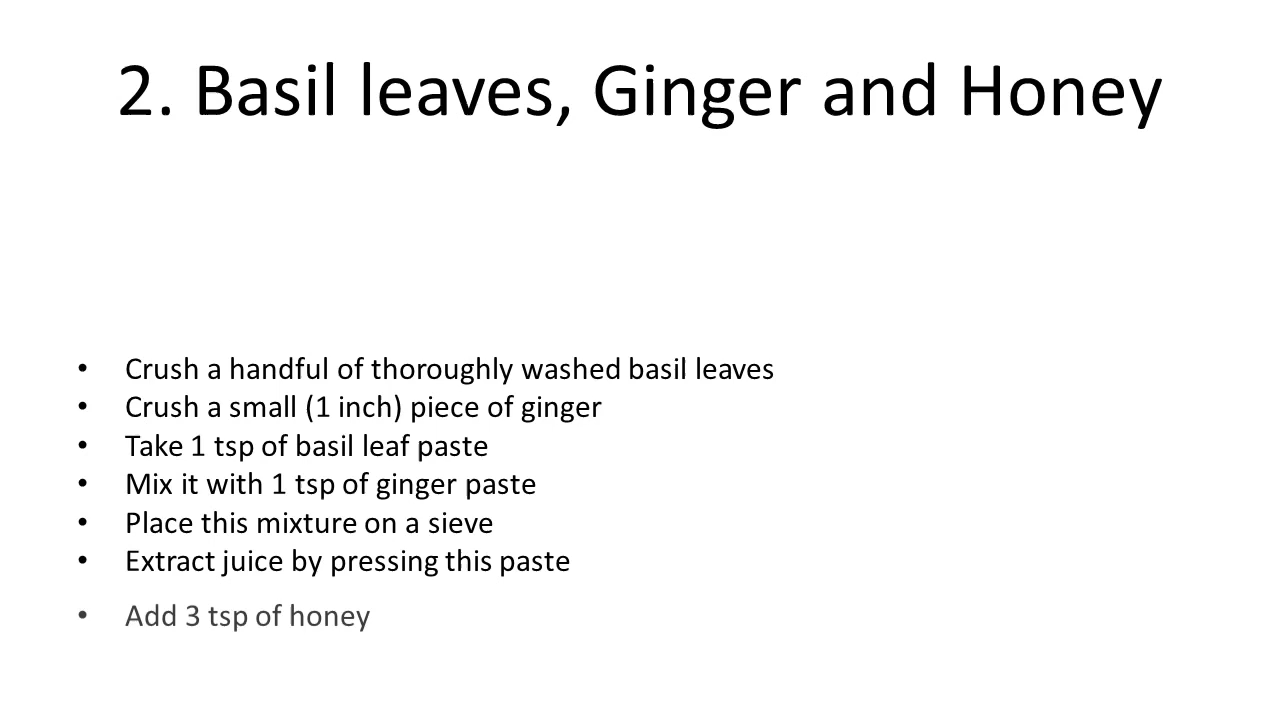 2. Basil leaves, Ginger and Honey
• Crush a handful of thoroughly washed basil leaves
• Crush a small (1 inch) piece of ginger
• Take 1 tsp of basil leaf paste
• Mix it with 1 tsp of ginger paste
• Place this mixture on a sieve
• Extract juice by pressing this paste
• Add 3 tsp of honey